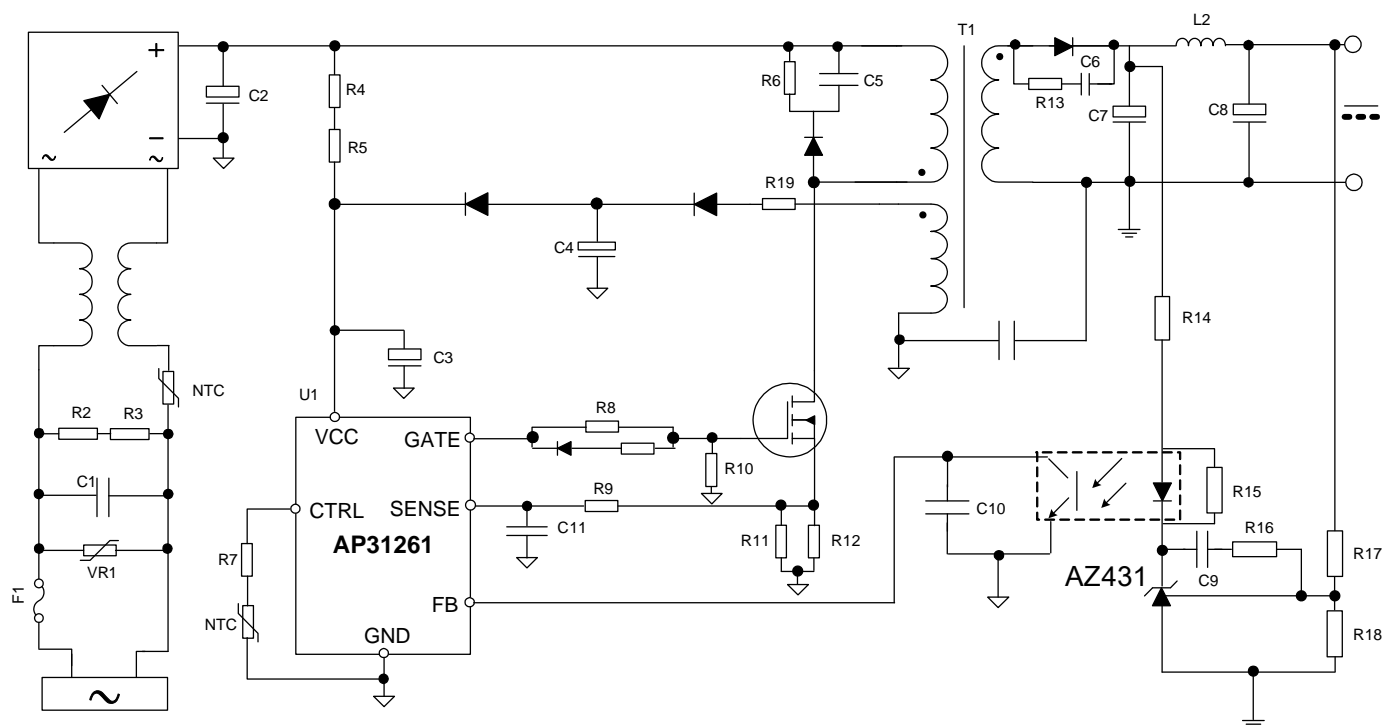 T1
L2
+
C2
R4
R6
C5
C6
R13
C7
C8
−
~
~
R5
R19
C4
R14
C3
NTC
U1
R2
R3
VCC
GATE
R8
R10
C1
CTRL
SENSE
R9
C10
R15
AP31261
C11
R11
R12
R16
VR1
R7
AZ431
C9
R17
F1
NTC
FB
GND
R18
~